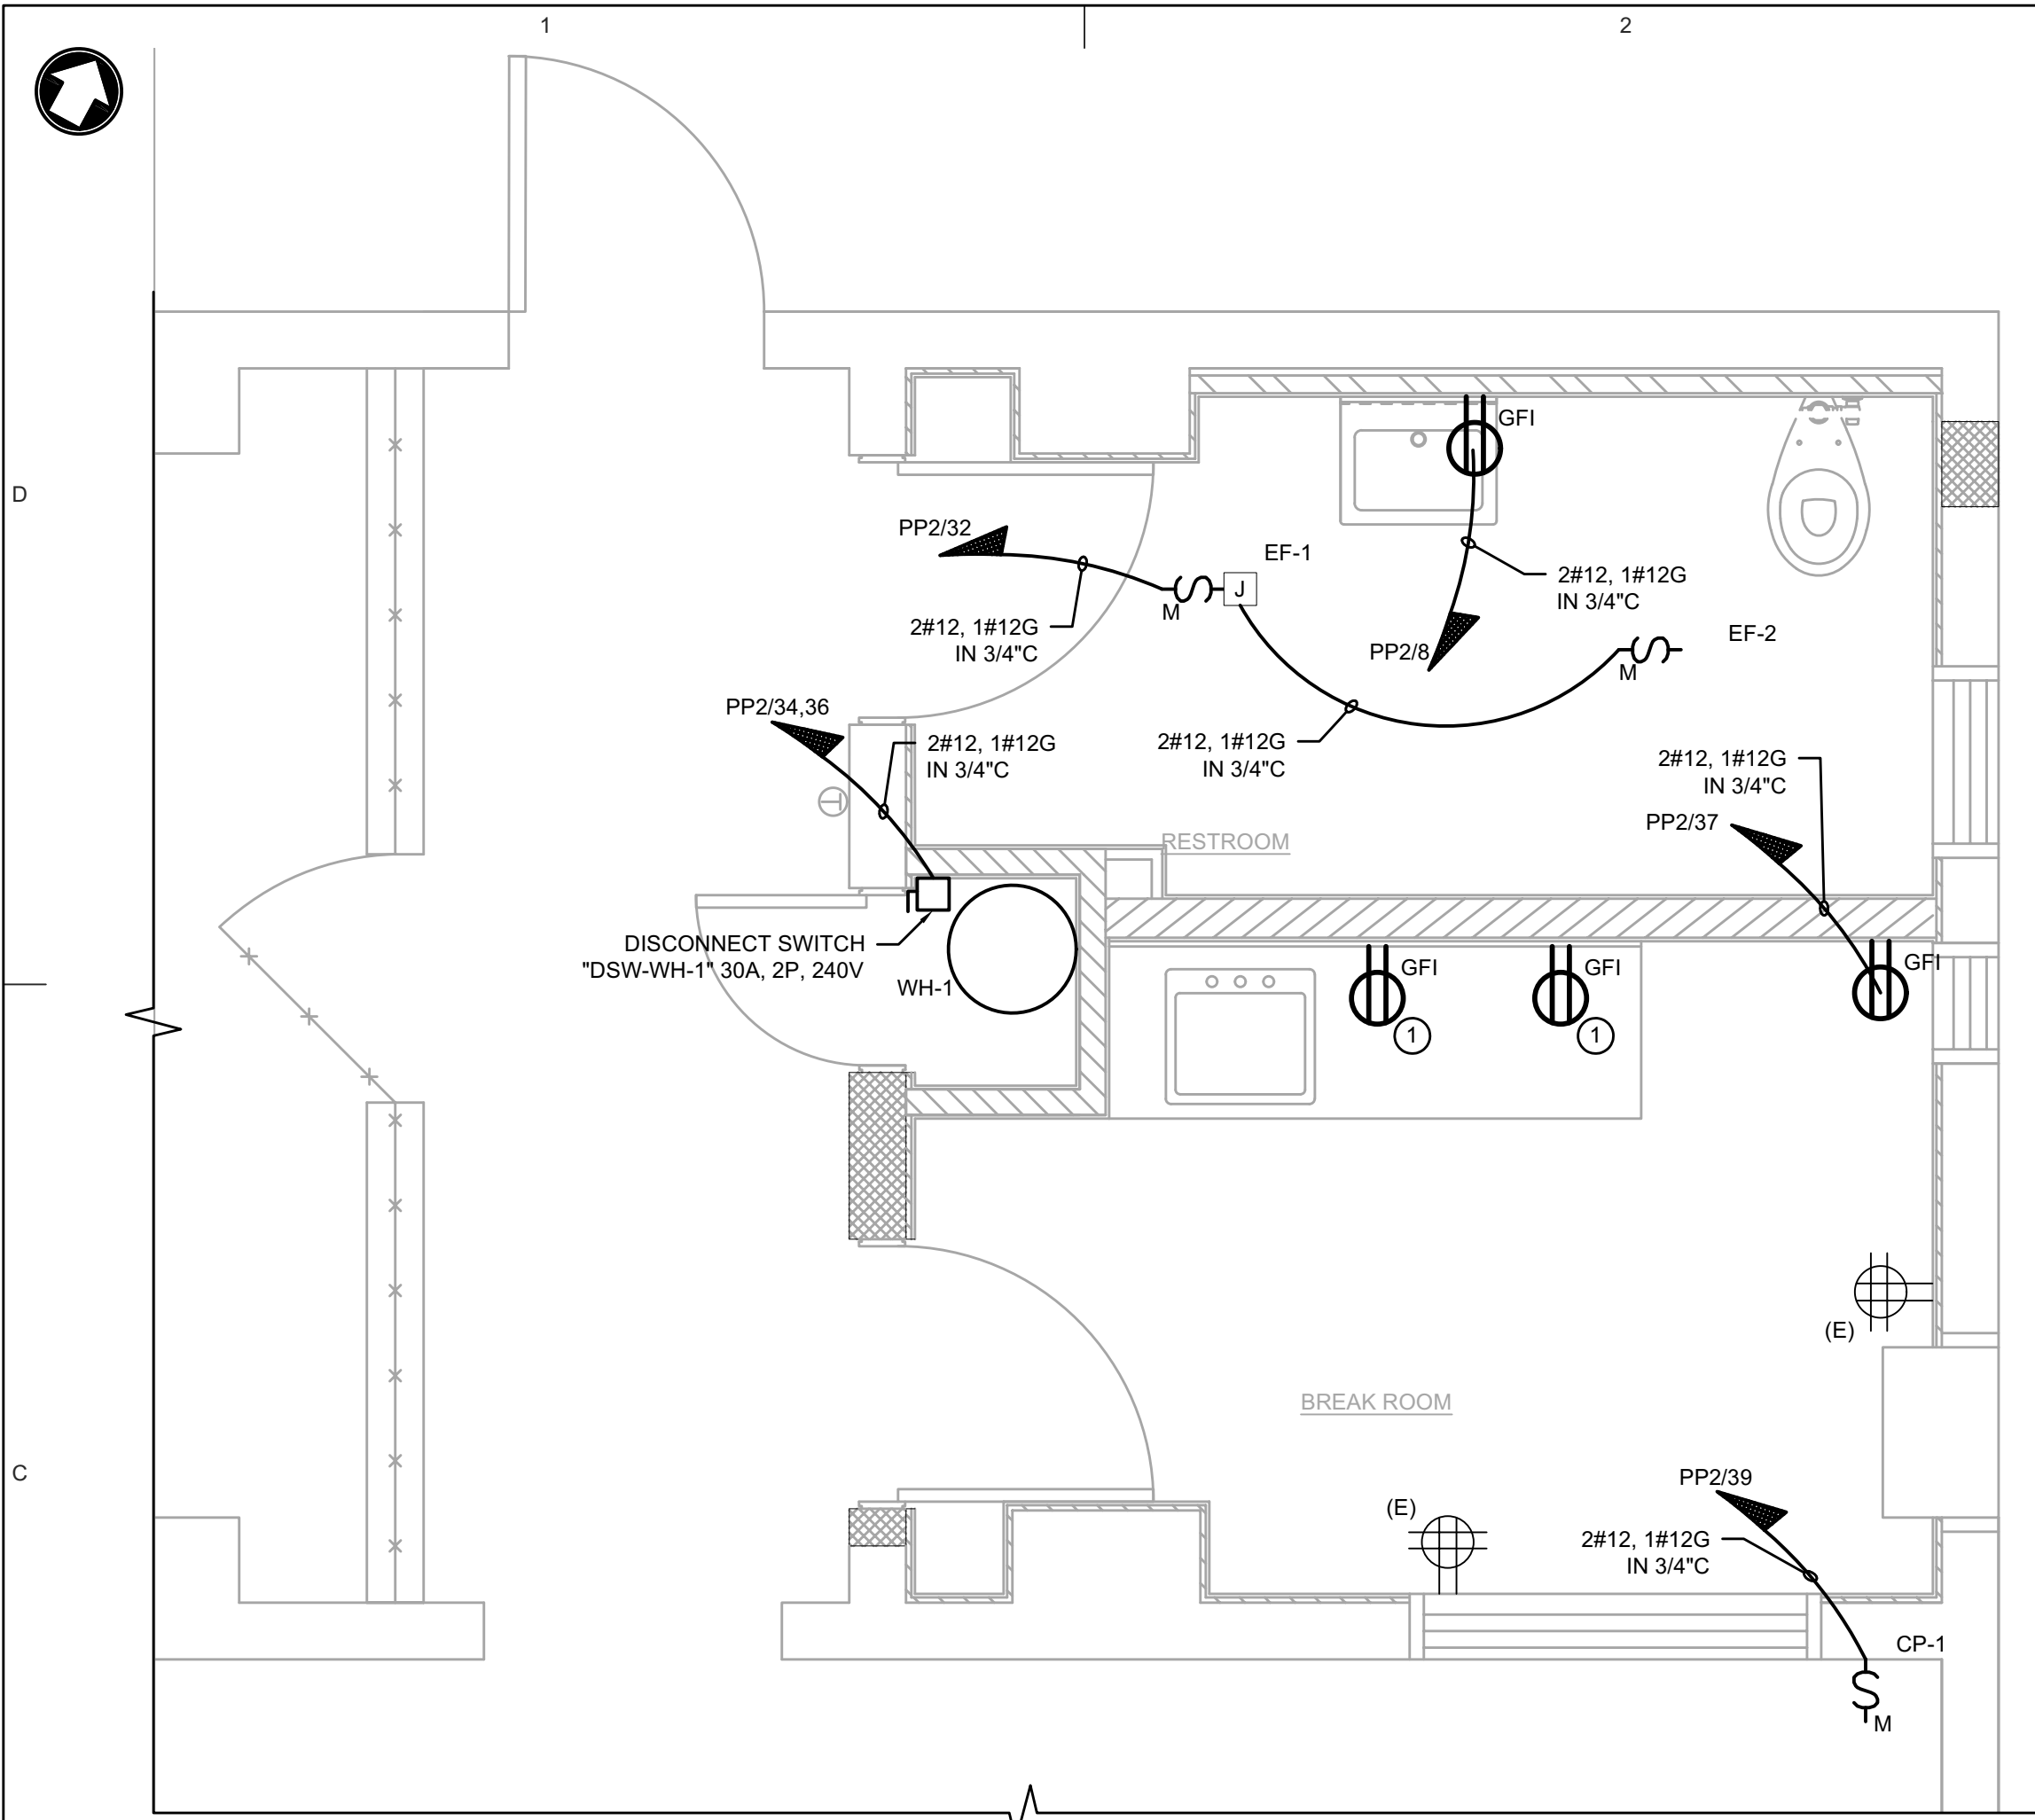 1
2
D
GFI
PP2/32
EF-1
J
M
2#12, 1#12G
IN 3/4"C
2#12, 1#12G
IN 3/4"C
PP2/8
EF-2
M
PP2/34,36
2#12, 1#12G
IN 3/4"C
2#12, 1#12G
IN 3/4"C
2#12, 1#12G
IN 3/4"C
PP2/37
T
RESTROOM
DISCONNECT SWITCH
"DSW-WH-1" 30A, 2P, 240V
WH-1
GFI
GFI
GFI
1
1
(E)
BREAK ROOM
C
PP2/39
(E)
2#12, 1#12G
IN 3/4"C
CP-1
M